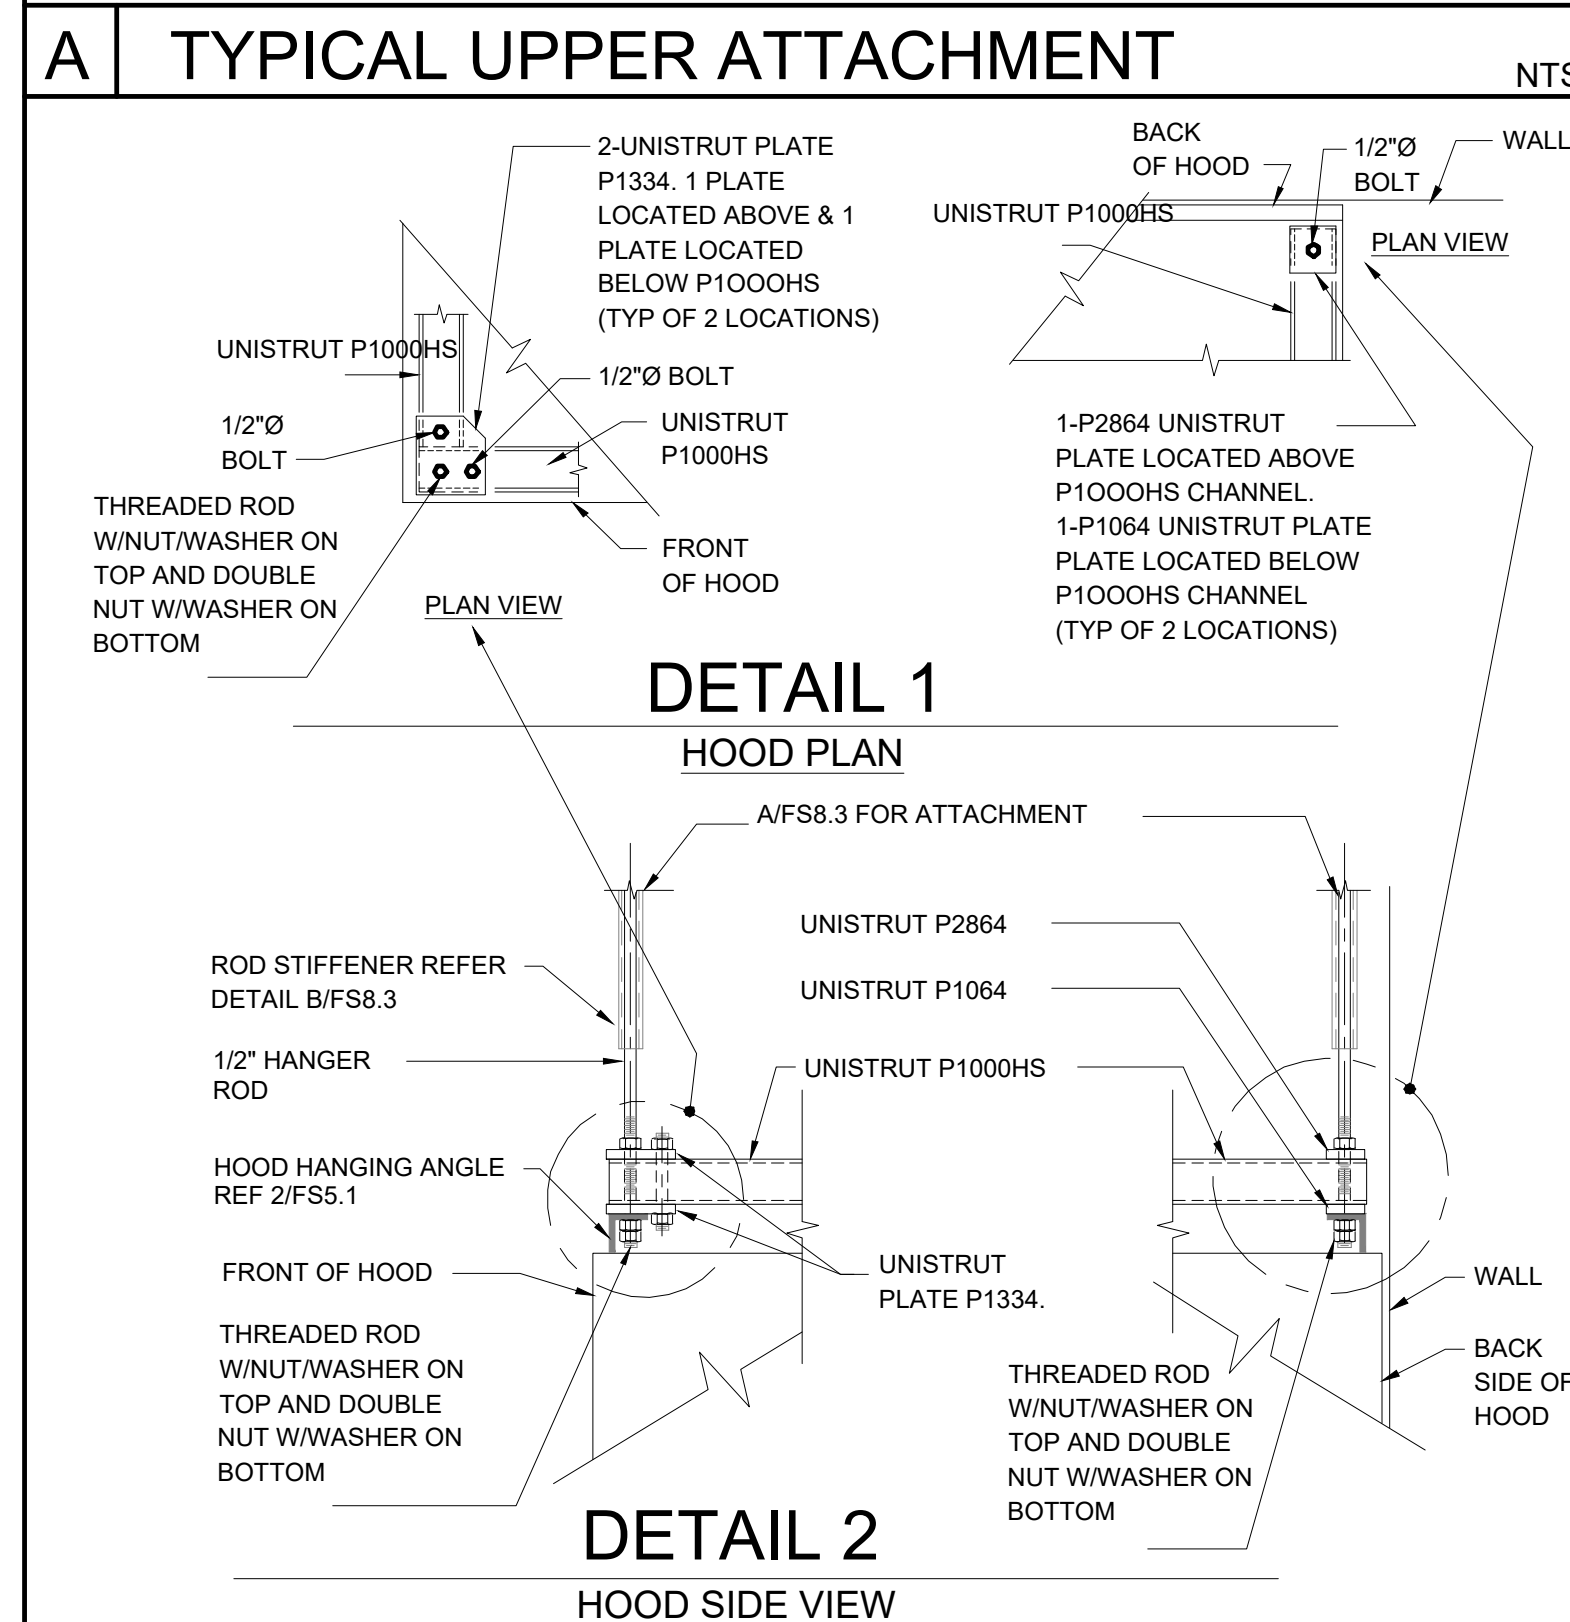 A
TYPICAL UPPER ATTACHMENT
NTS
2-UNISTRUT PLATE
P1334. 1 PLATE
LOCATED ABOVE & 1
PLATE LOCATED
BELOW P1OOOHS
(TYP OF 2 LOCATIONS)
UNISTRUT P1000HS
1/2"Ø BOLT
1/2"Ø
BOLT
UNISTRUT
P1000HS
THREADED ROD
W/NUT/WASHER ON
TOP AND DOUBLE
NUT W/WASHER ON
BOTTOM
FRONT
OF HOOD
PLAN VIEW
BACK
OF HOOD
1/2"Ø
BOLT
WALL
UNISTRUT P1000HS
PLAN VIEW
1-P2864 UNISTRUT
PLATE LOCATED ABOVE
P1OOOHS CHANNEL.
1-P1064 UNISTRUT PLATE
PLATE LOCATED BELOW
P1OOOHS CHANNEL
(TYP OF 2 LOCATIONS)
DETAIL 1
HOOD PLAN
A/FS8.3 FOR ATTACHMENT
UNISTRUT P2864
ROD STIFFENER REFER
DETAIL B/FS8.3
UNISTRUT P1064
1/2" HANGER
ROD
UNISTRUT P1000HS
HOOD HANGING ANGLE
REF 2/FS5.1
FRONT OF HOOD
UNISTRUT
PLATE P1334.
WALL
THREADED ROD
W/NUT/WASHER ON
TOP AND DOUBLE
NUT W/WASHER ON
BOTTOM
THREADED ROD
W/NUT/WASHER ON
TOP AND DOUBLE
NUT W/WASHER ON
BOTTOM
BACK
SIDE OF
HOOD
DETAIL 2
HOOD SIDE VIEW